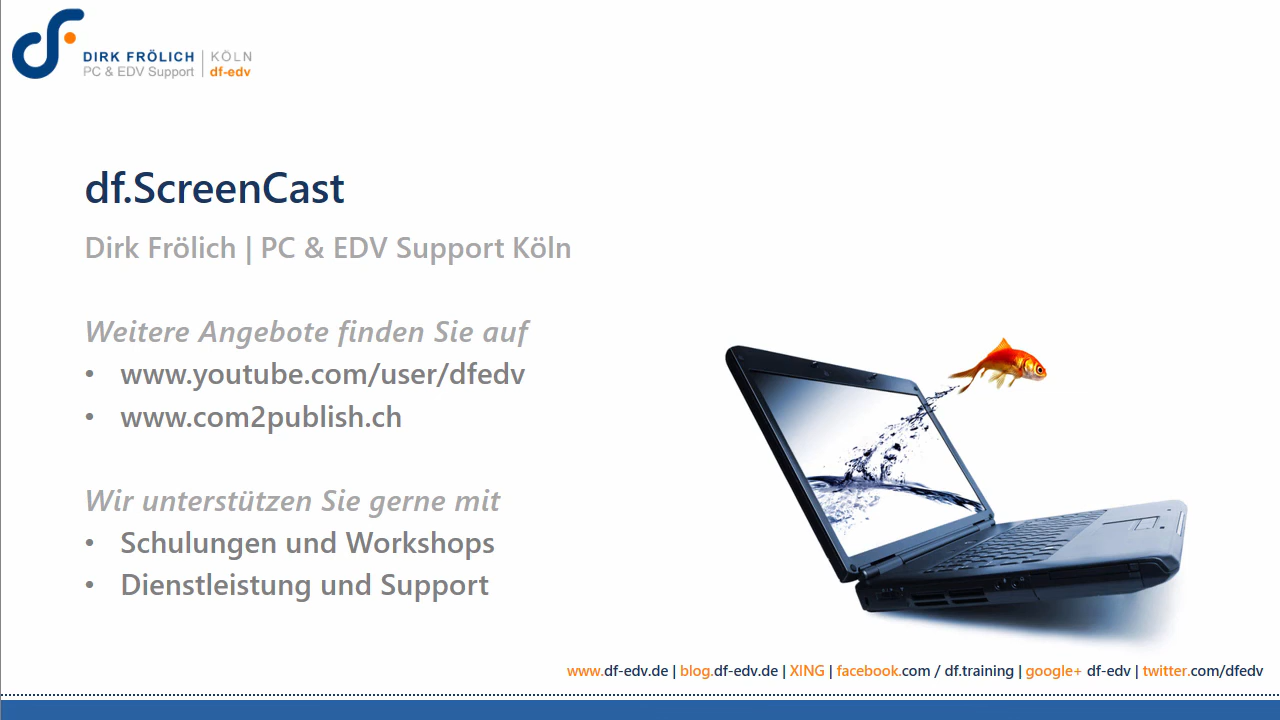 DIRK FRÖLICH | KÖLN
PC & EDV Support | df-edv
df.ScreenCast
Dirk Frölich | PC & EDV Support Köln
Weitere Angebote finden Sie auf
• www.youtube.com/user/dfedv
• www.com2publish.ch
Wir unterstützen Sie gerne mit
• Schulungen und Workshops
• Dienstleistung und Support
www.df-edv.de | blog.df-edv.de | XING | facebook.com / df.training | google+ df-edv | twitter.com/dfedv